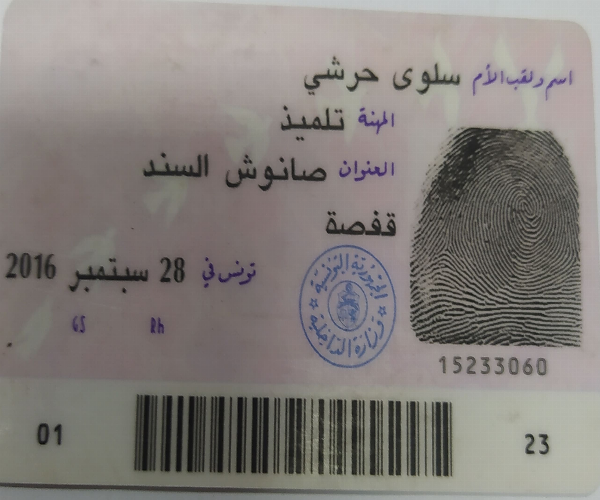 اسم ولقب الأم سلوى حرشي
المهنة تلميذ
العنوان صانوش السند
قفصة
تونس في 28 سبتمبر 2016
GS Rh
الجمهورية التونسية
وزارة الداخلية
15233060
01 23